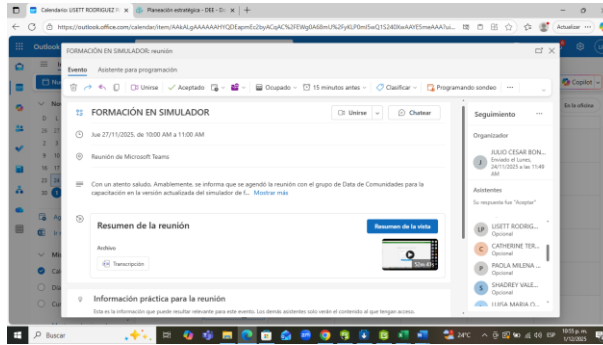 Calendario: LISETT RODRIGUEZ P
Planeación estratégica - OEE - Di
https://outlook.office.com/calendar/item/
Actualizar
Outlook
FORMACIÓN EN SIMULADOR: reunión
Evento
Asistente para programación
Copilot
Unirse
Aceptado
Ocupado
15 minutos antes
Clasificar
Programando sondeo
En la oficina
FORMACIÓN EN SIMULADOR
Unirse
Chatear
Jue 27/11/2025, de 10:00 AM a 11:00 AM
Reunión de Microsoft Teams
Con un atento saludo. Amablemente, se informa que se agendó la reunión con el grupo de Data de Comunidades para la
capacitación en la versión actualizada del simulador de f... Mostrar más
Resumen de la reunión
Resumen de la vista
Archivo
Transcripción
Información práctica para la reunión
Esta es la información que puede resultar relevante para este evento. Los demás asistentes solo verán el contenido al que tengan acceso.
Seguimiento
Organizador
JULIO CESAR BON...
Enviado el Lunes,
24/11/2025 a las 11:49
AM
Asistentes
Su respuesta fue "Aceptar"
LP
LISETT RODRIG...
Opcional
C
CATHERINE TER...
Opcional
P
PAOLA MILENA ...
Opcional
S
SHADREY VALE...
Opcional
LUISA MARIA O...
Buscar
24°C
ESP
10:55 p. m.
1/12/2025